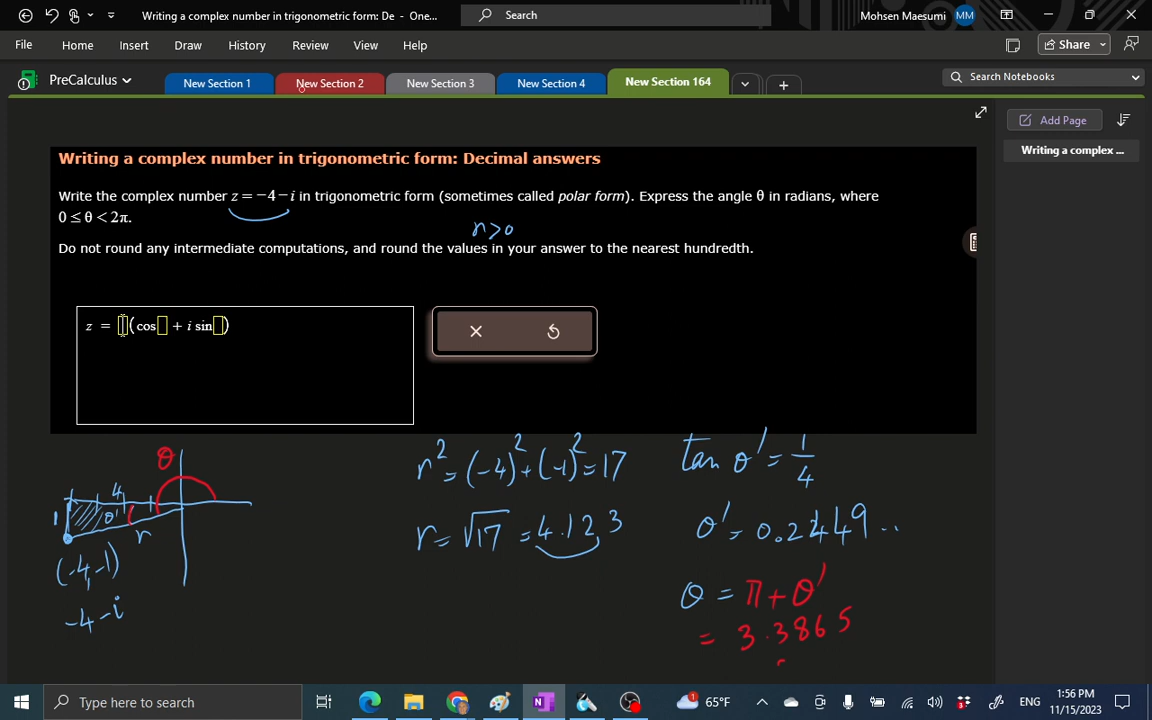 Writing a complex number in trigonometric form: De - One...
Search
Mohsen Maesumi MM
File Home Insert Draw History Review View Help
Share
PreCalculus
New Section 1 New Section 2 New Section 3 New Section 4 New Section 164
Search Notebooks
Add Page
Writing a complex ...
Writing a complex number in trigonometric form: Decimal answers
Write the complex number z = −4 − i in trigonometric form (sometimes called polar form). Express the angle θ in radians, where
0 ≤ θ < 2π.
r>0
Do not round any intermediate computations, and round the values in your answer to the nearest hundredth.
z = (cos + i sin)
θ
4
1 θ'
r
(-4,-1)
-4-i
r² = (-4)² + (-1)² = 17
r = √17 = 4.123
tan θ' = 1/4
θ' = 0.2449 ..
θ = π + θ'
= 3.3865
Type here to search
1
65°F
3
ENG
1:56 PM
11/15/2023